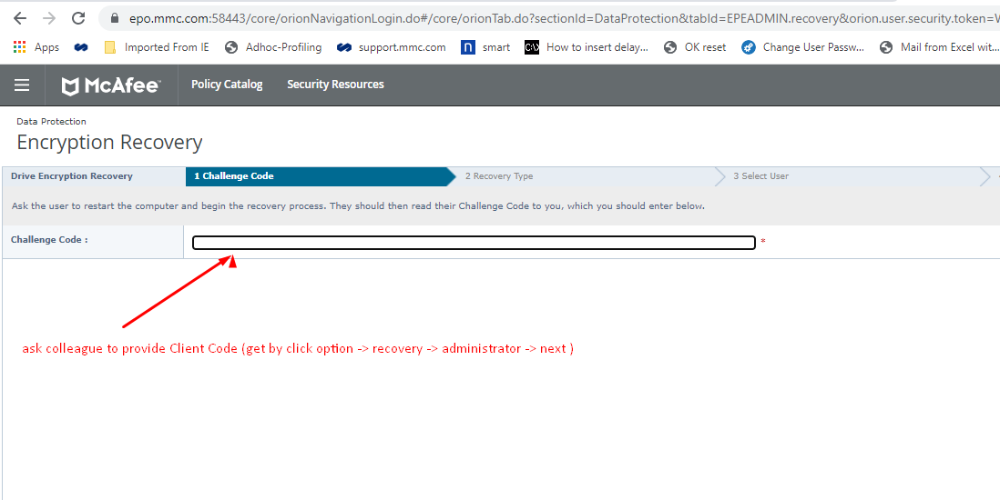 epo.mmc.com:58443/core/orionNavigationLogin.do#/core/orionTab.do?sectionId=DataProtection&tabId=EPEADMIN.recovery&orion.user.security.token=W
Apps Imported From IE Adhoc-Profiling support.mmc.com n smart C:\ How to insert delay... OK reset Change User Passw... Mail from Excel wit...
McAfee™ Policy Catalog Security Resources
Data Protection
Encryption Recovery
Drive Encryption Recovery 1 Challenge Code 2 Recovery Type 3 Select User
Ask the user to restart the computer and begin the recovery process. They should then read their Challenge Code to you, which you should enter below.
Challenge Code : *
ask colleague to provide Client Code (get by click option -> recovery -> administrator -> next )